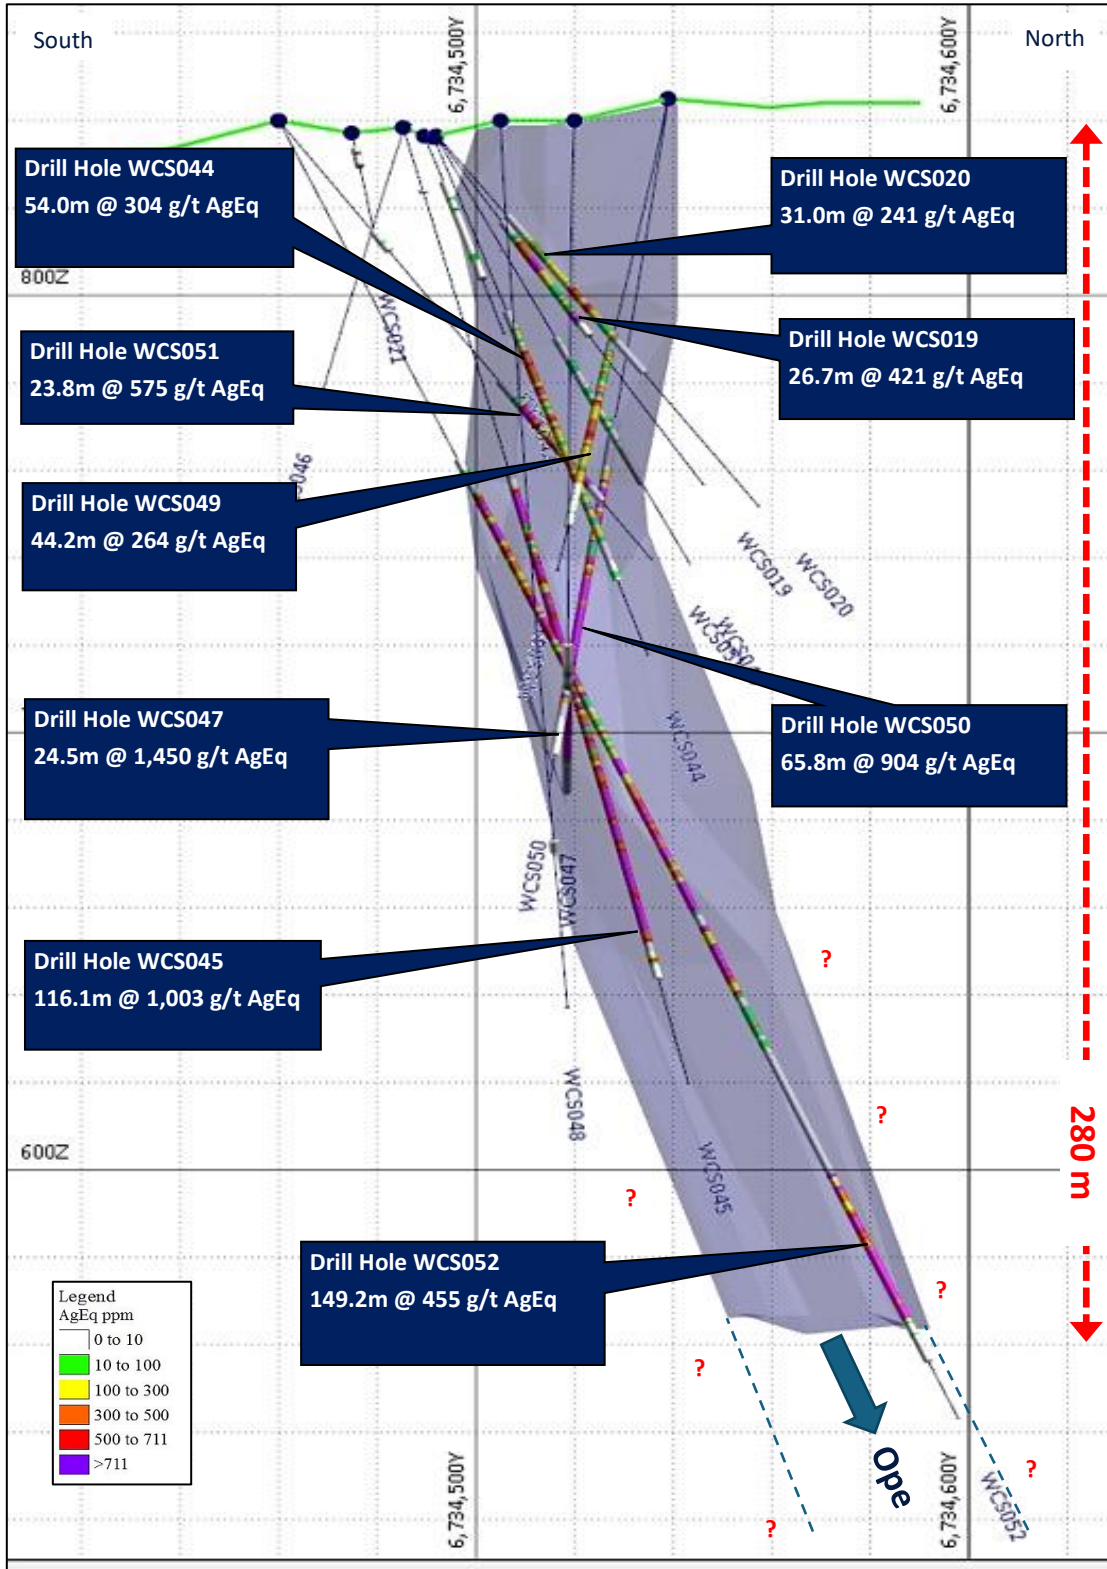 South
North
6,734,500Y
6,734,600Y
Drill Hole WCS044
54.0m @ 304 g/t AgEq
Drill Hole WCS020
31.0m @ 241 g/t AgEq
800Z
WCS021
Drill Hole WCS051
23.8m @ 575 g/t AgEq
Drill Hole WCS019
26.7m @ 421 g/t AgEq
Drill Hole WCS049
44.2m @ 264 g/t AgEq
WCS019
WCS020
Drill Hole WCS047
24.5m @ 1,450 g/t AgEq
WCS044
Drill Hole WCS050
65.8m @ 904 g/t AgEq
WCS050
WCS047
Drill Hole WCS045
116.1m @ 1,003 g/t AgEq
?
WCS048
?
280 m
600Z
WCS045
?
Drill Hole WCS052
149.2m @ 455 g/t AgEq
?
Legend
AgEq ppm
0 to 10
10 to 100
100 to 300
300 to 500
500 to 711
>711
?
Ope
?
6,734,500Y
6,734,600Y
WCS052
?